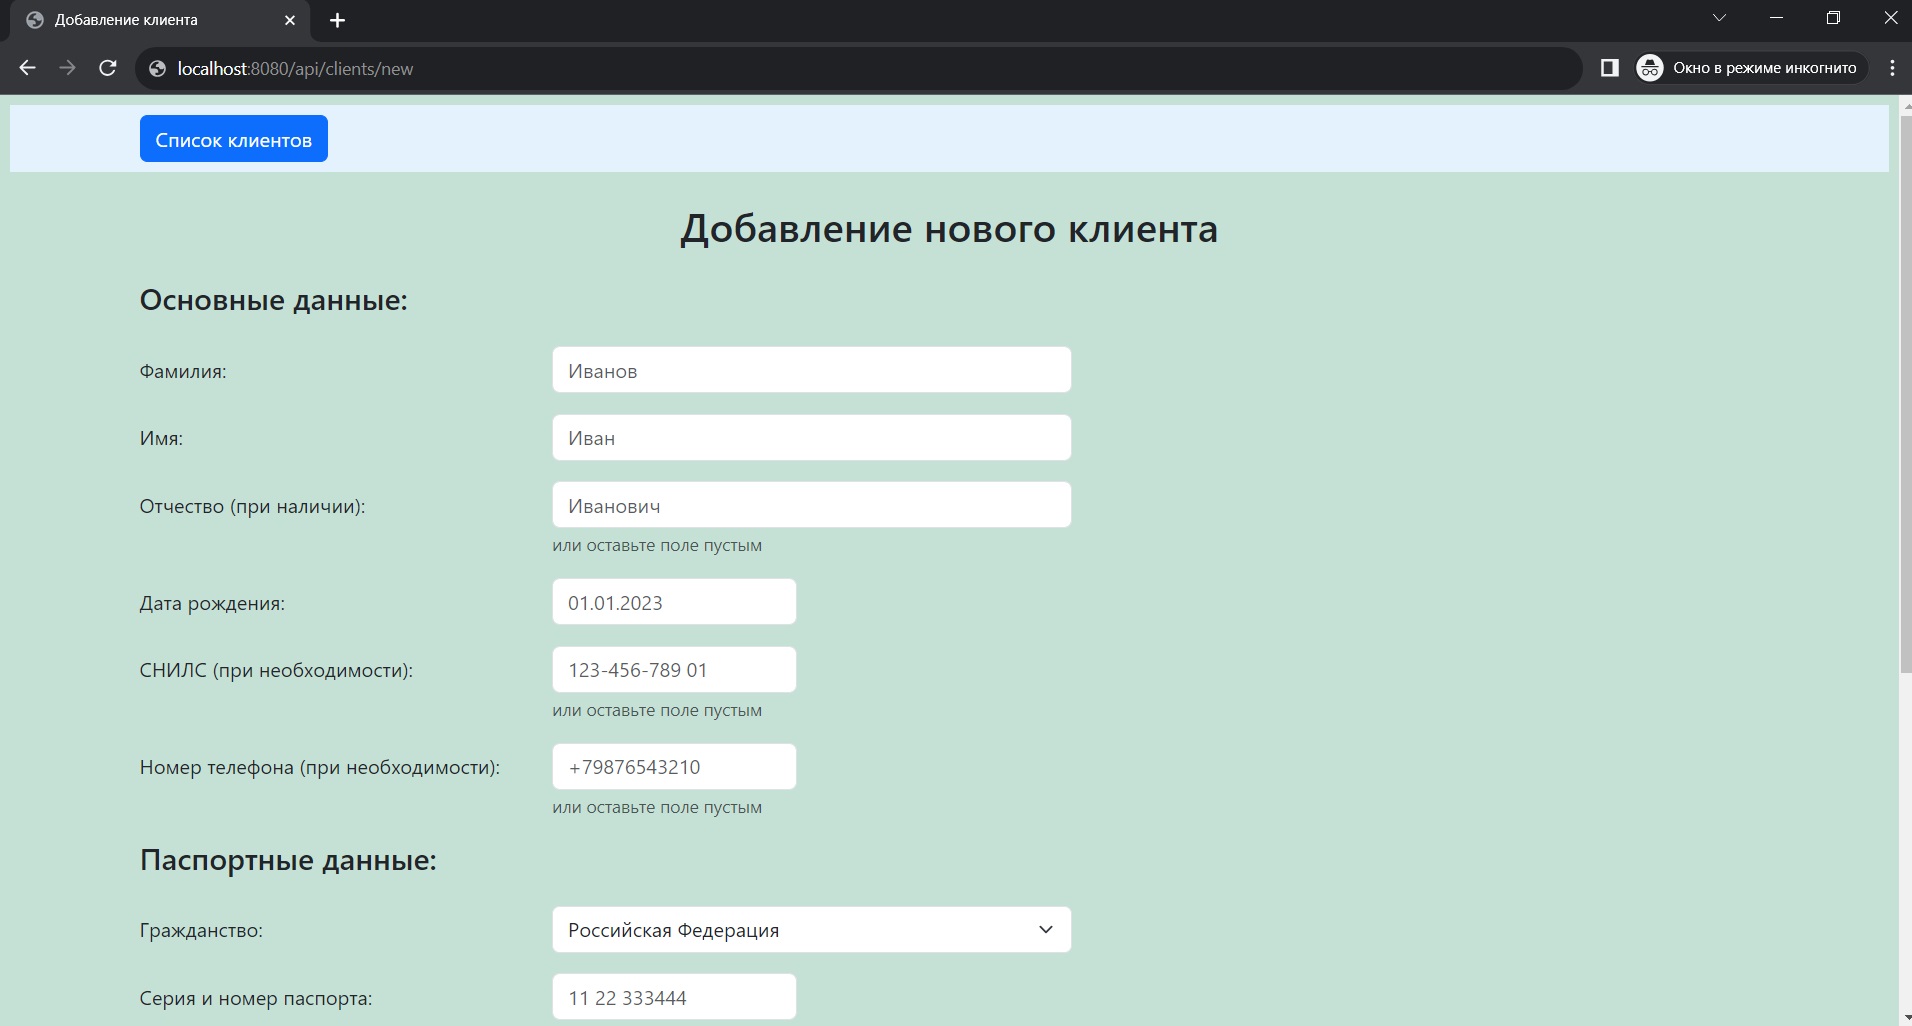 Добавление клиента
localhost:8080/api/clients/new
Окно в режиме инкогнито
Список клиентов
Добавление нового клиента
Основные данные:
Фамилия:
Иванов
Имя:
Иван
Отчество (при наличии):
Иванович
или оставьте поле пустым
Дата рождения:
01.01.2023
СНИЛС (при необходимости):
123-456-789 01
или оставьте поле пустым
Номер телефона (при необходимости):
+79876543210
или оставьте поле пустым
Паспортные данные:
Гражданство:
Российская Федерация
Серия и номер паспорта:
11 22 333444